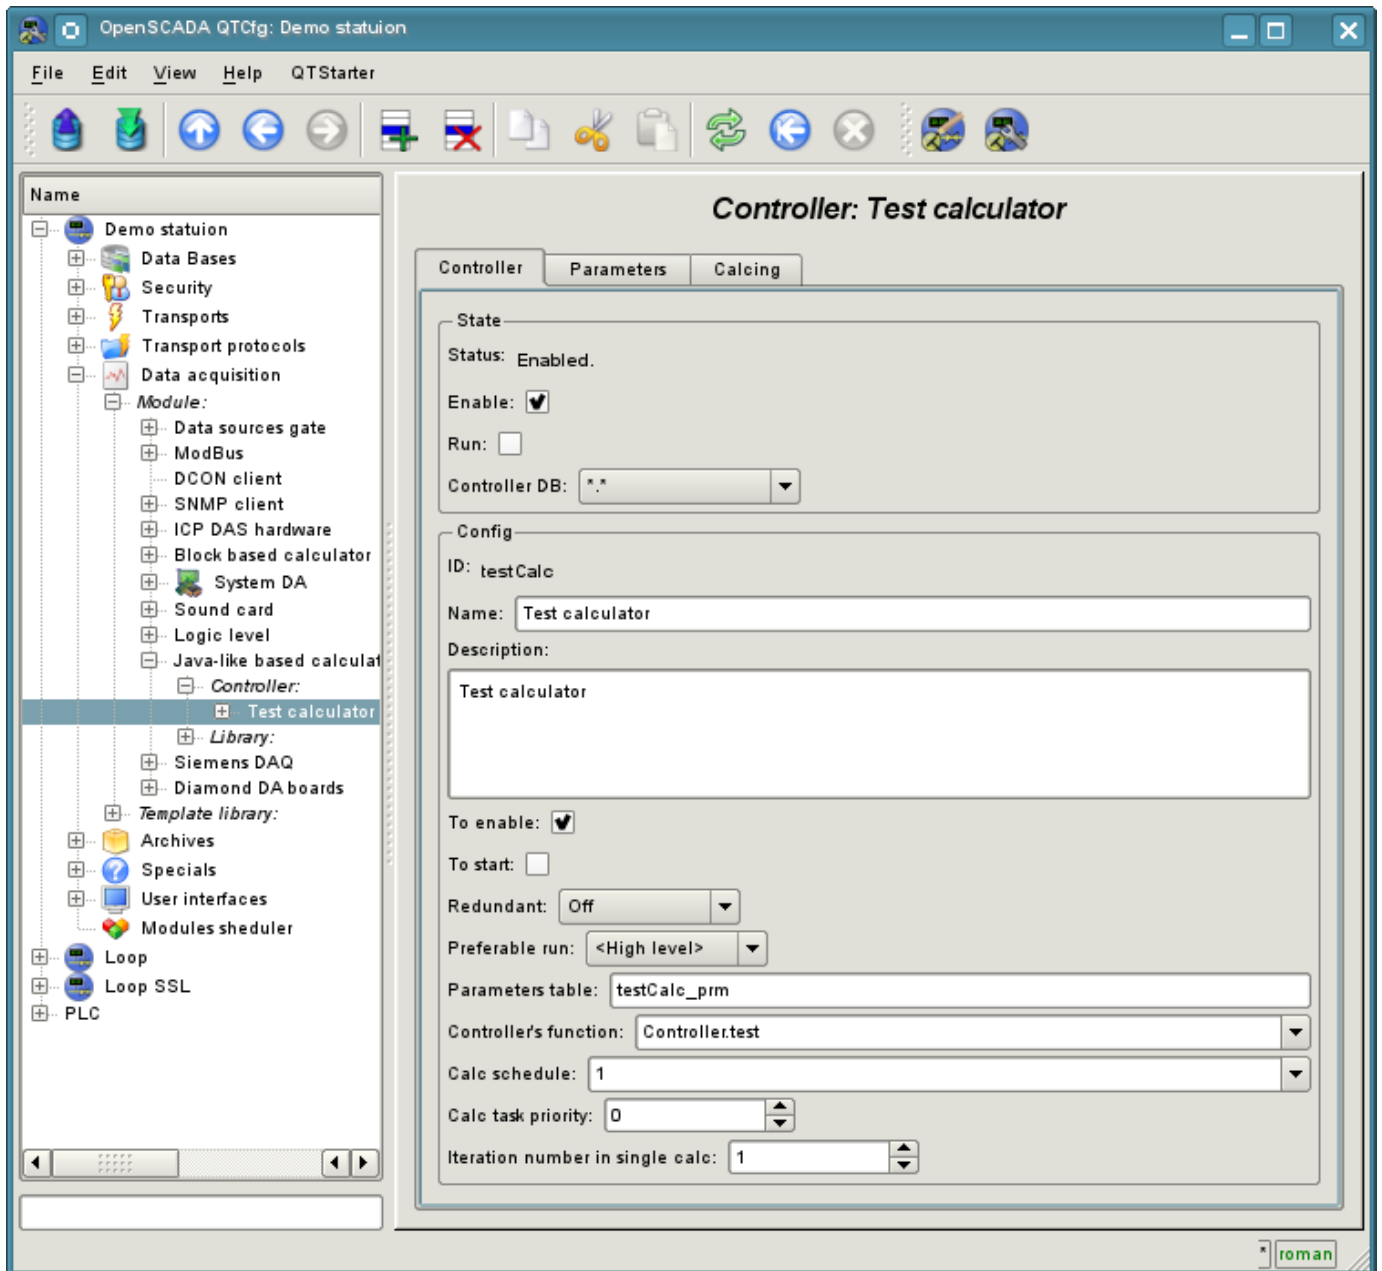 OpenSCADA QTCfg: Demo statuion
File Edit View Help QTStarter
Name
Demo statuion
Data Bases
Security
Transports
Transport protocols
Data acquisition
Module:
Data sources gate
ModBus
DCON client
SNMP client
ICP DAS hardware
Block based calculator
System DA
Sound card
Logic level
Java-like based calculat
Controller:
Test calculator
Library:
Siemens DAQ
Diamond DA boards
Template library:
Archives
Specials
User interfaces
Modules sheduler
Loop
Loop SSL
PLC
Controller: Test calculator
Controller Parameters Calcing
State
Status: Enabled.
Enable:
Run:
Controller DB: *.*
Config
ID: testCalc
Name: Test calculator
Description:
Test calculator
To enable:
To start:
Redundant: Off
Preferable run: <High level>
Parameters table: testCalc_prm
Controller's function: Controller.test
Calc schedule: 1
Calc task priority: 0
Iteration number in single calc: 1
* roman